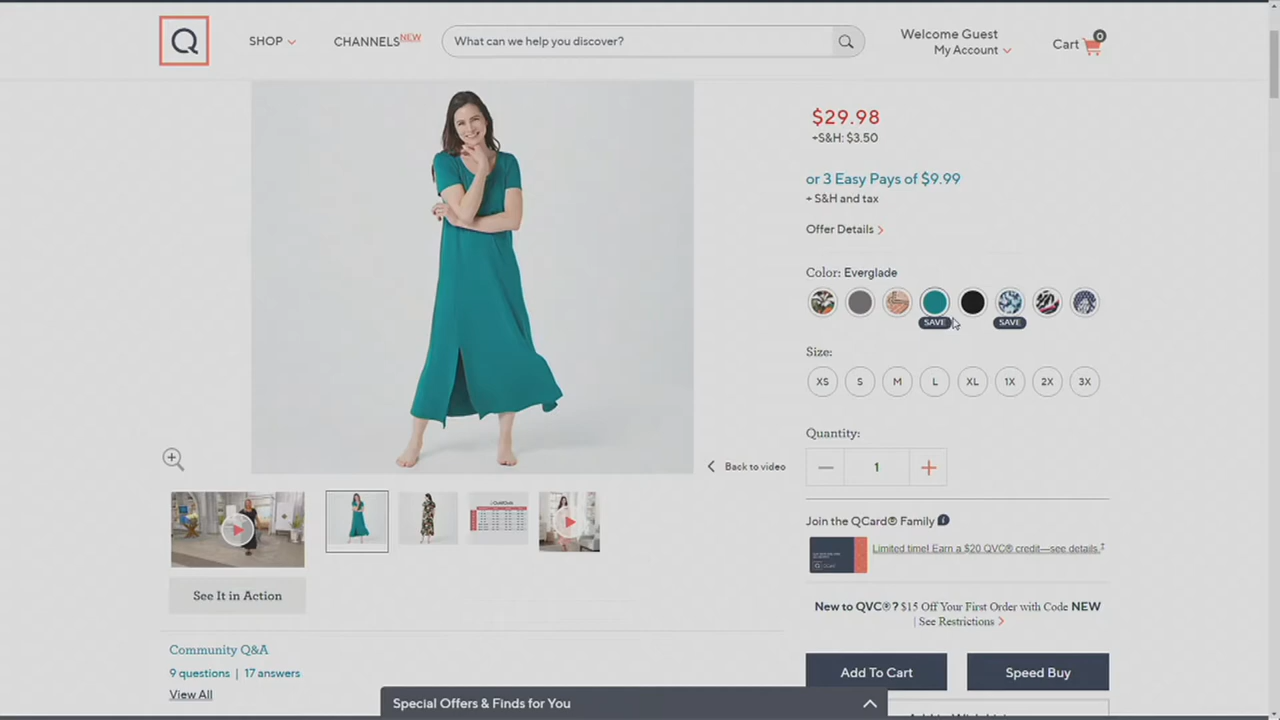 Q
SHOP
CHANNELS NEW
What can we help you discover?
Welcome Guest
My Account
Cart 0
$29.98
+S&H: $3.50
or 3 Easy Pays of $9.99
+ S&H and tax
Offer Details
Color: Everglade
SAVE
SAVE
Size:
XS S M L XL 1X 2X 3X
Quantity:
1
Back to video
Join the QCard® Family
Limited time! Earn a $20 QVC® credit—see details.‡
See It in Action
New to QVC®? $15 Off Your First Order with Code NEW
| See Restrictions
Community Q&A
9 questions | 17 answers
View All
Add To Cart
Speed Buy
Special Offers & Finds for You